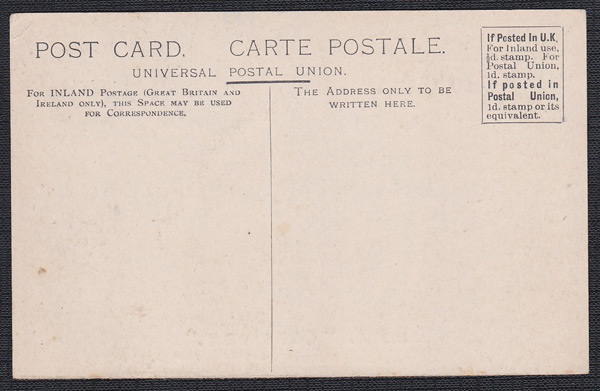 POST CARD. CARTE POSTALE.
UNIVERSAL POSTAL UNION.
FOR INLAND POSTAGE (GREAT BRITAIN AND
IRELAND ONLY), THIS SPACE MAY BE USED
FOR CORRESPONDENCE.
THE ADDRESS ONLY TO BE
WRITTEN HERE.
If Posted In U.K.
For Inland use,
½d. stamp. For
Postal Union,
1d. stamp.
If posted in
Postal Union,
1d. stamp or its
equivalent.